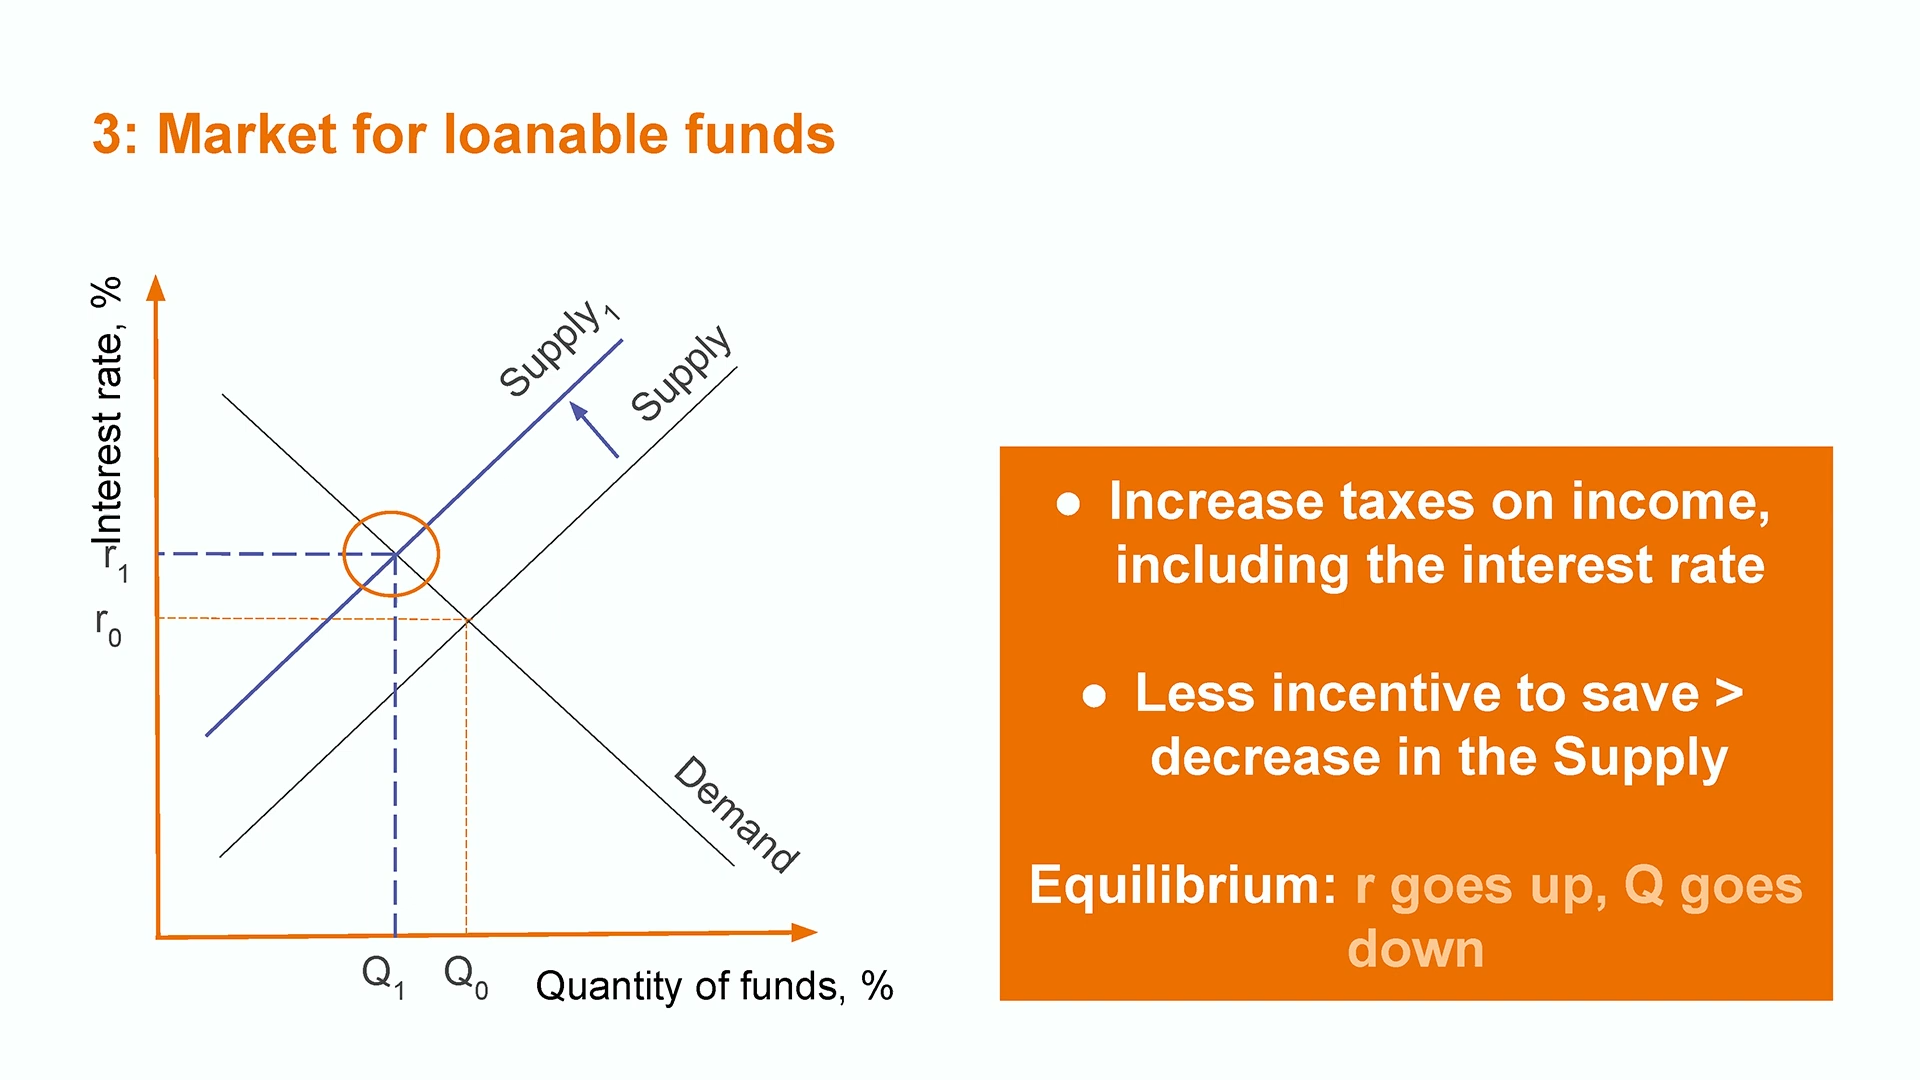 3: Market for loanable funds
Interest rate, %
Supply₁
Supply
r₁
r₀
Demand
Q₁
Q₀
Quantity of funds, %
● Increase taxes on income,
including the interest rate
● Less incentive to save >
decrease in the Supply
Equilibrium: r goes up, Q goes
down